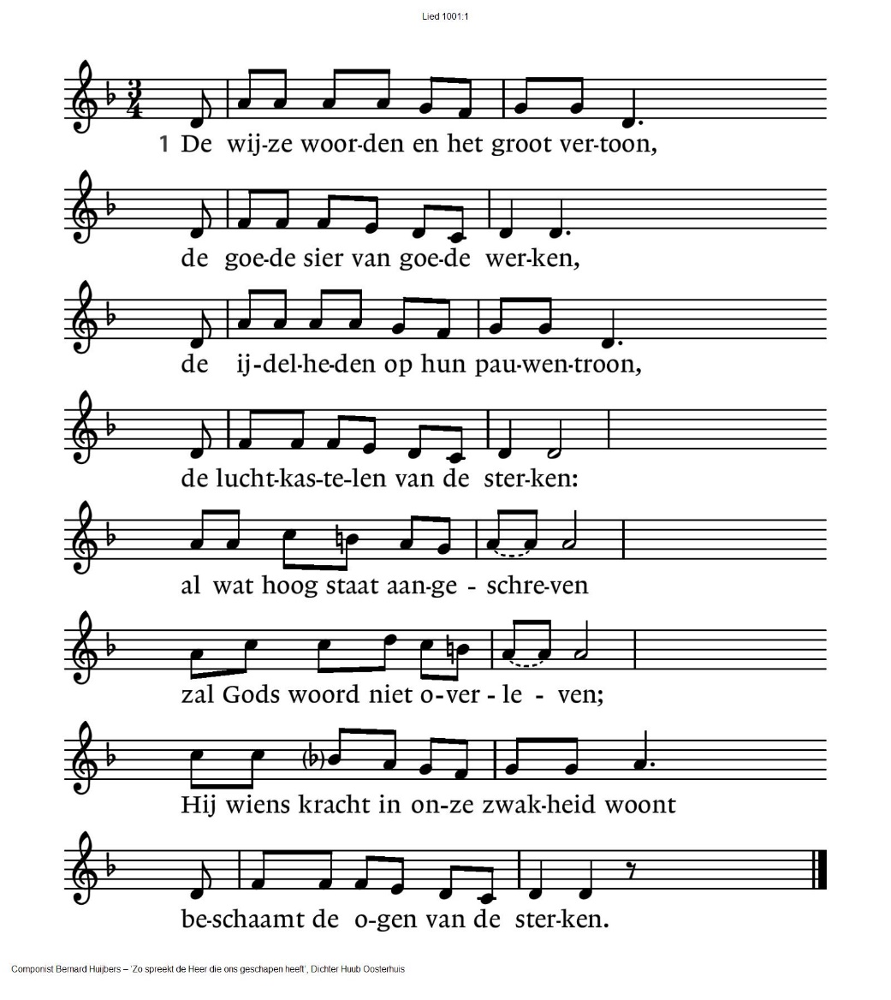 Lied 1001:1
3
4
1 De wij-ze woor-den en het groot ver-toon,
de goe-de sier van goe-de wer-ken,
de ij-del-he-den op hun pau-wen-troon,
de lucht-kas-te-len van de ster-ken:
al wat hoog staat aan-ge - schre-ven
zal Gods woord niet o-ver - le - ven;
Hij wiens kracht in on-ze zwak-heid woont
be-schaamt de o-gen van de ster-ken.
Componist Bernard Huijbers – 'Zo spreekt de Heer die ons geschapen heeft', Dichter Huub Oosterhuis